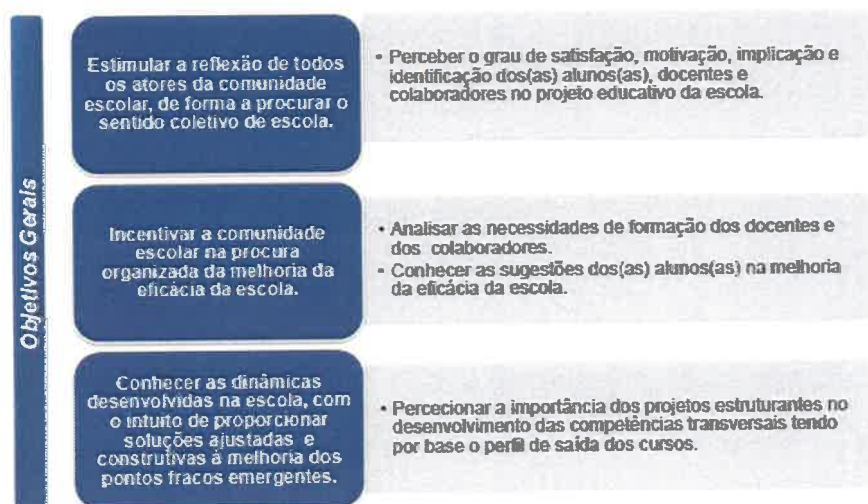 Objetivos Gerais
Estimular a reflexão de todos
os atores da comunidade
escolar, de forma a procurar o
sentido coletivo de escola.
• Perceber o grau de satisfação, motivação, implicação e
identificação dos(as) alunos(as), docentes e
colaboradores no projeto educativo da escola.
Incentivar a comunidade
escolar na procura
organizada da melhoria da
eficácia da escola.
• Analisar as necessidades de formação dos docentes e
dos colaboradores.
• Conhecer as sugestões dos(as) alunos(as) na melhoria
da eficácia da escola.
Conhecer as dinâmicas
desenvolvidas na escola, com
o intuito de proporcionar
soluções ajustadas e
construtivas à melhoria dos
pontos fracos emergentes.
• Percecionar a importância dos projetos estruturantes no
desenvolvimento das competências transversais tendo
por base o perfil de saída dos cursos.